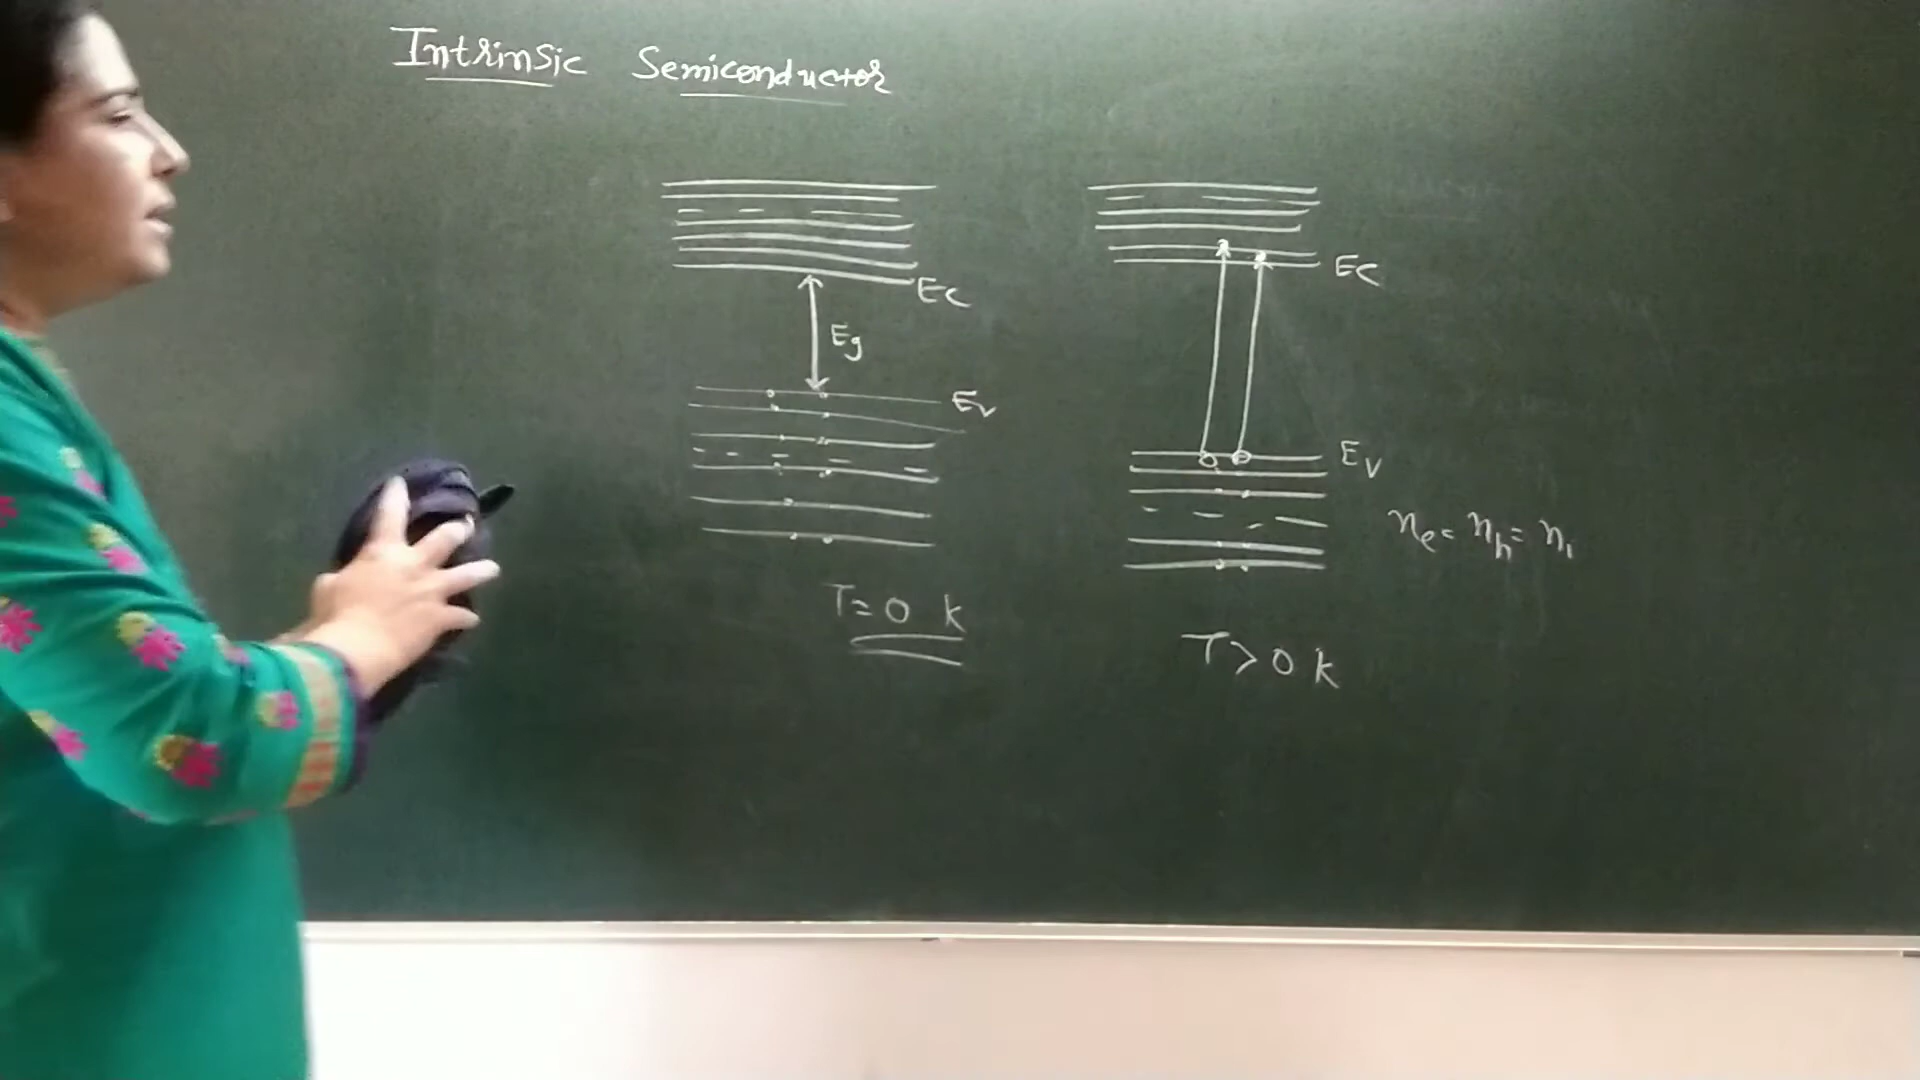 Intrinsic Semiconductor
Ec
Eg
Ev
T=0 k
Ec
Ev
ne = nh = ni
T>0 k